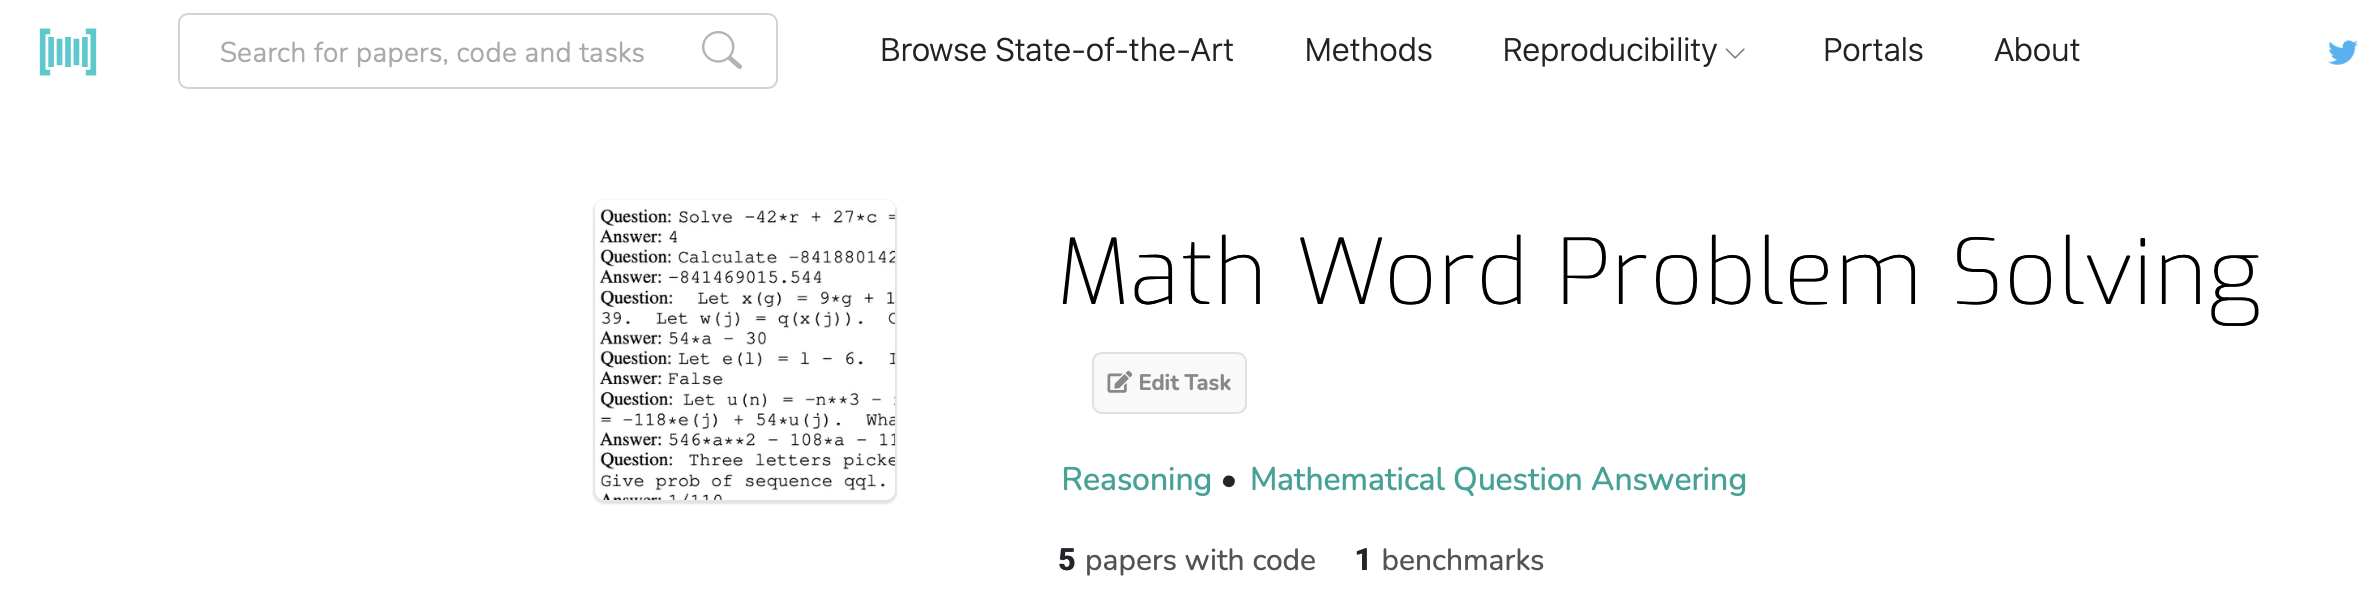 Search for papers, code and tasks
Browse State-of-the-Art
Methods
Reproducibility
Portals
About
Question: Solve -42*r + 27*c =
Answer: 4
Question: Calculate -841880142
Answer: -841469015.544
Question: Let x(g) = 9*g + 1
39. Let w(j) = q(x(j)).
Answer: 54*a - 30
Question: Let e(l) = l - 6.
Answer: False
Question: Let u(n) = -n**3 -
= -118*e(j) + 54*u(j). Wha
Answer: 546*a**2 - 108*a - 11
Question: Three letters picke
Give prob of sequence qql.
Answer: 1/110
Math Word Problem Solving
Edit Task
Reasoning • Mathematical Question Answering
5 papers with code 1 benchmarks